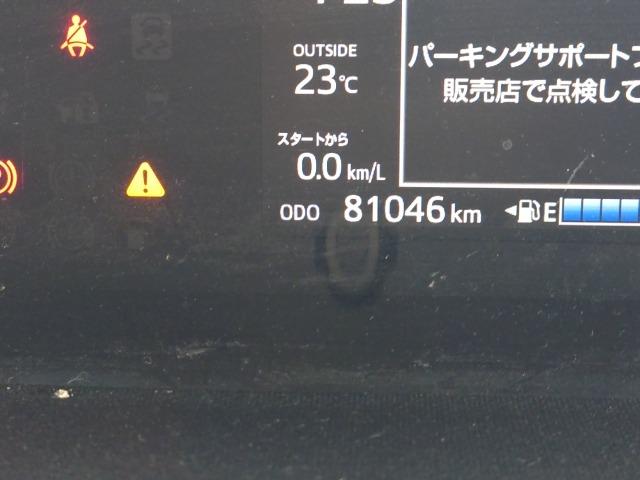 OUTSIDE
23℃
パーキングサポート
販売店で点検して
スタートから
0.0 km/L
ODO 81046 km
E